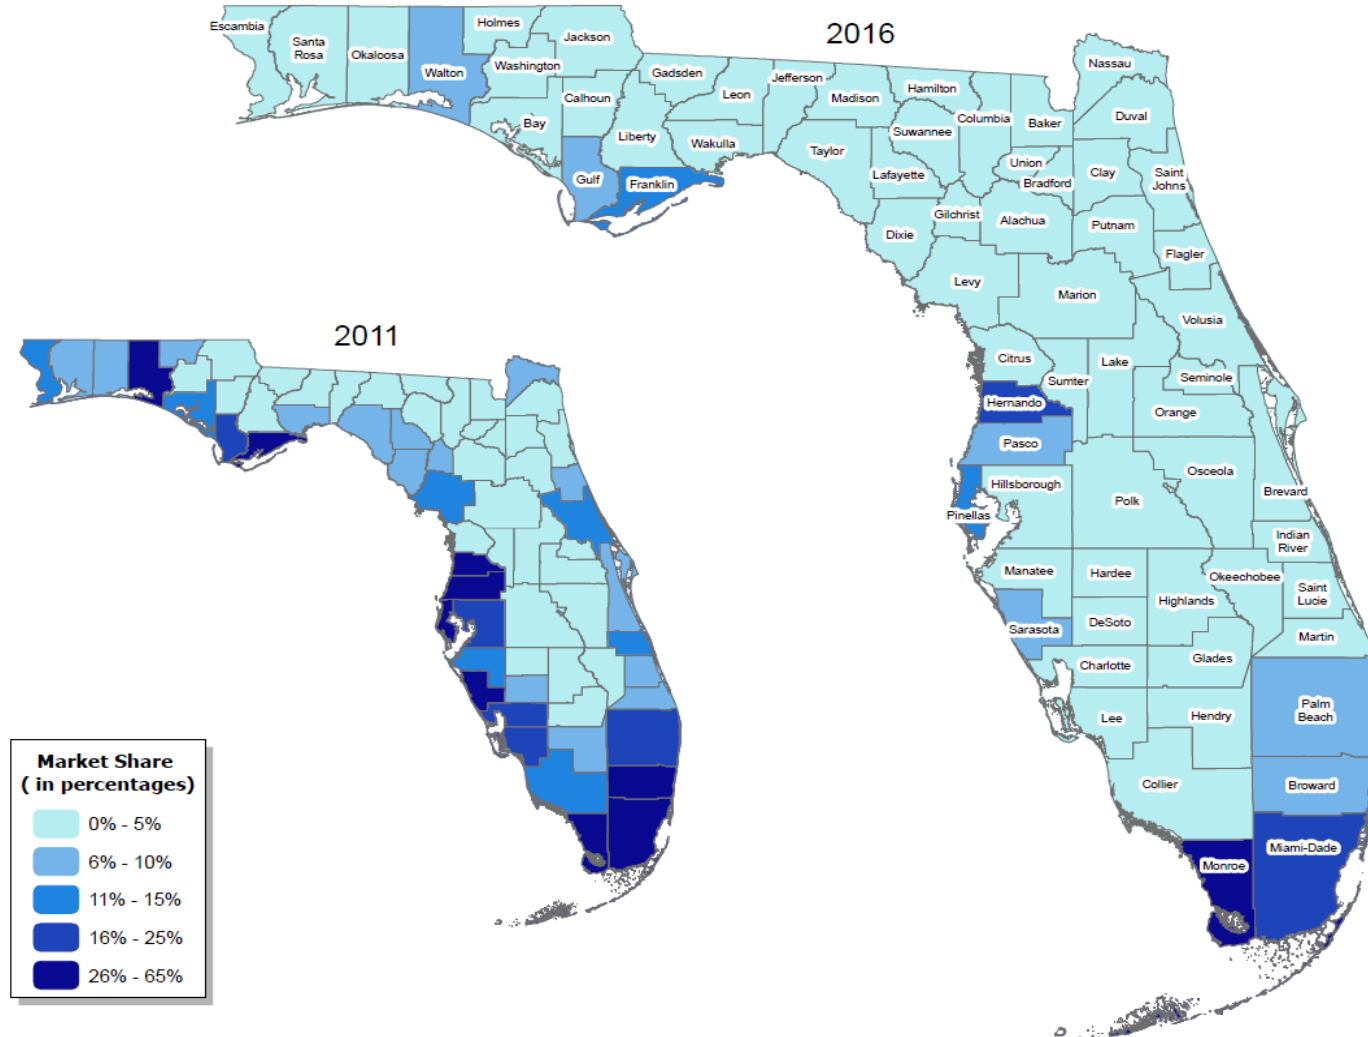 2016
Escambia
Santa
Rosa
Okaloosa
Walton
Holmes
Washington
Jackson
Bay
Calhoun
Gulf
Liberty
Franklin
Gadsden
Leon
Wakulla
Jefferson
Madison
Taylor
Hamilton
Suwannee
Lafayette
Columbia
Baker
Nassau
Duval
Union
Bradford
Clay
Saint
Johns
Dixie
Gilchrist
Alachua
Putnam
Flagler
Levy
Marion
Volusia
Citrus
Sumter
Lake
Seminole
Orange
Hernando
Pasco
Hillsborough
Pinellas
Polk
Osceola
Brevard
Indian
River
Manatee
Hardee
Highlands
Okeechobee
Saint
Lucie
Sarasota
DeSoto
Martin
Charlotte
Glades
Lee
Hendry
Palm
Beach
Collier
Broward
Monroe
Miami-Dade
2011
Market Share
( in percentages)
0% - 5%
6% - 10%
11% - 15%
16% - 25%
26% - 65%